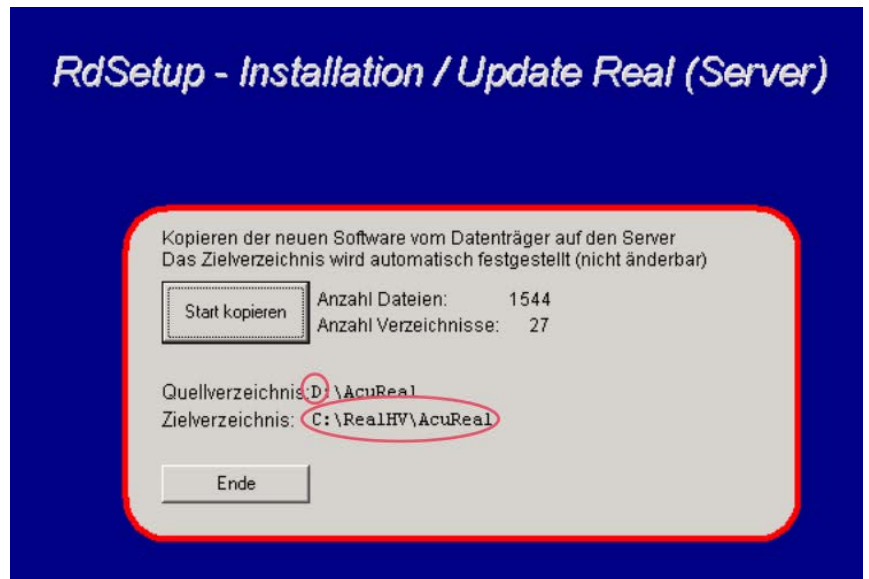 RdSetup - Installation / Update Real (Server)
Kopieren der neuen Software vom Datenträger auf den Server
Das Zielverzeichnis wird automatisch festgestellt (nicht änderbar)
Start kopieren
Anzahl Dateien: 1544
Anzahl Verzeichnisse: 27
Quellverzeichnis:D:\AcuReal
Zielverzeichnis: C:\RealHV\AcuReal
Ende